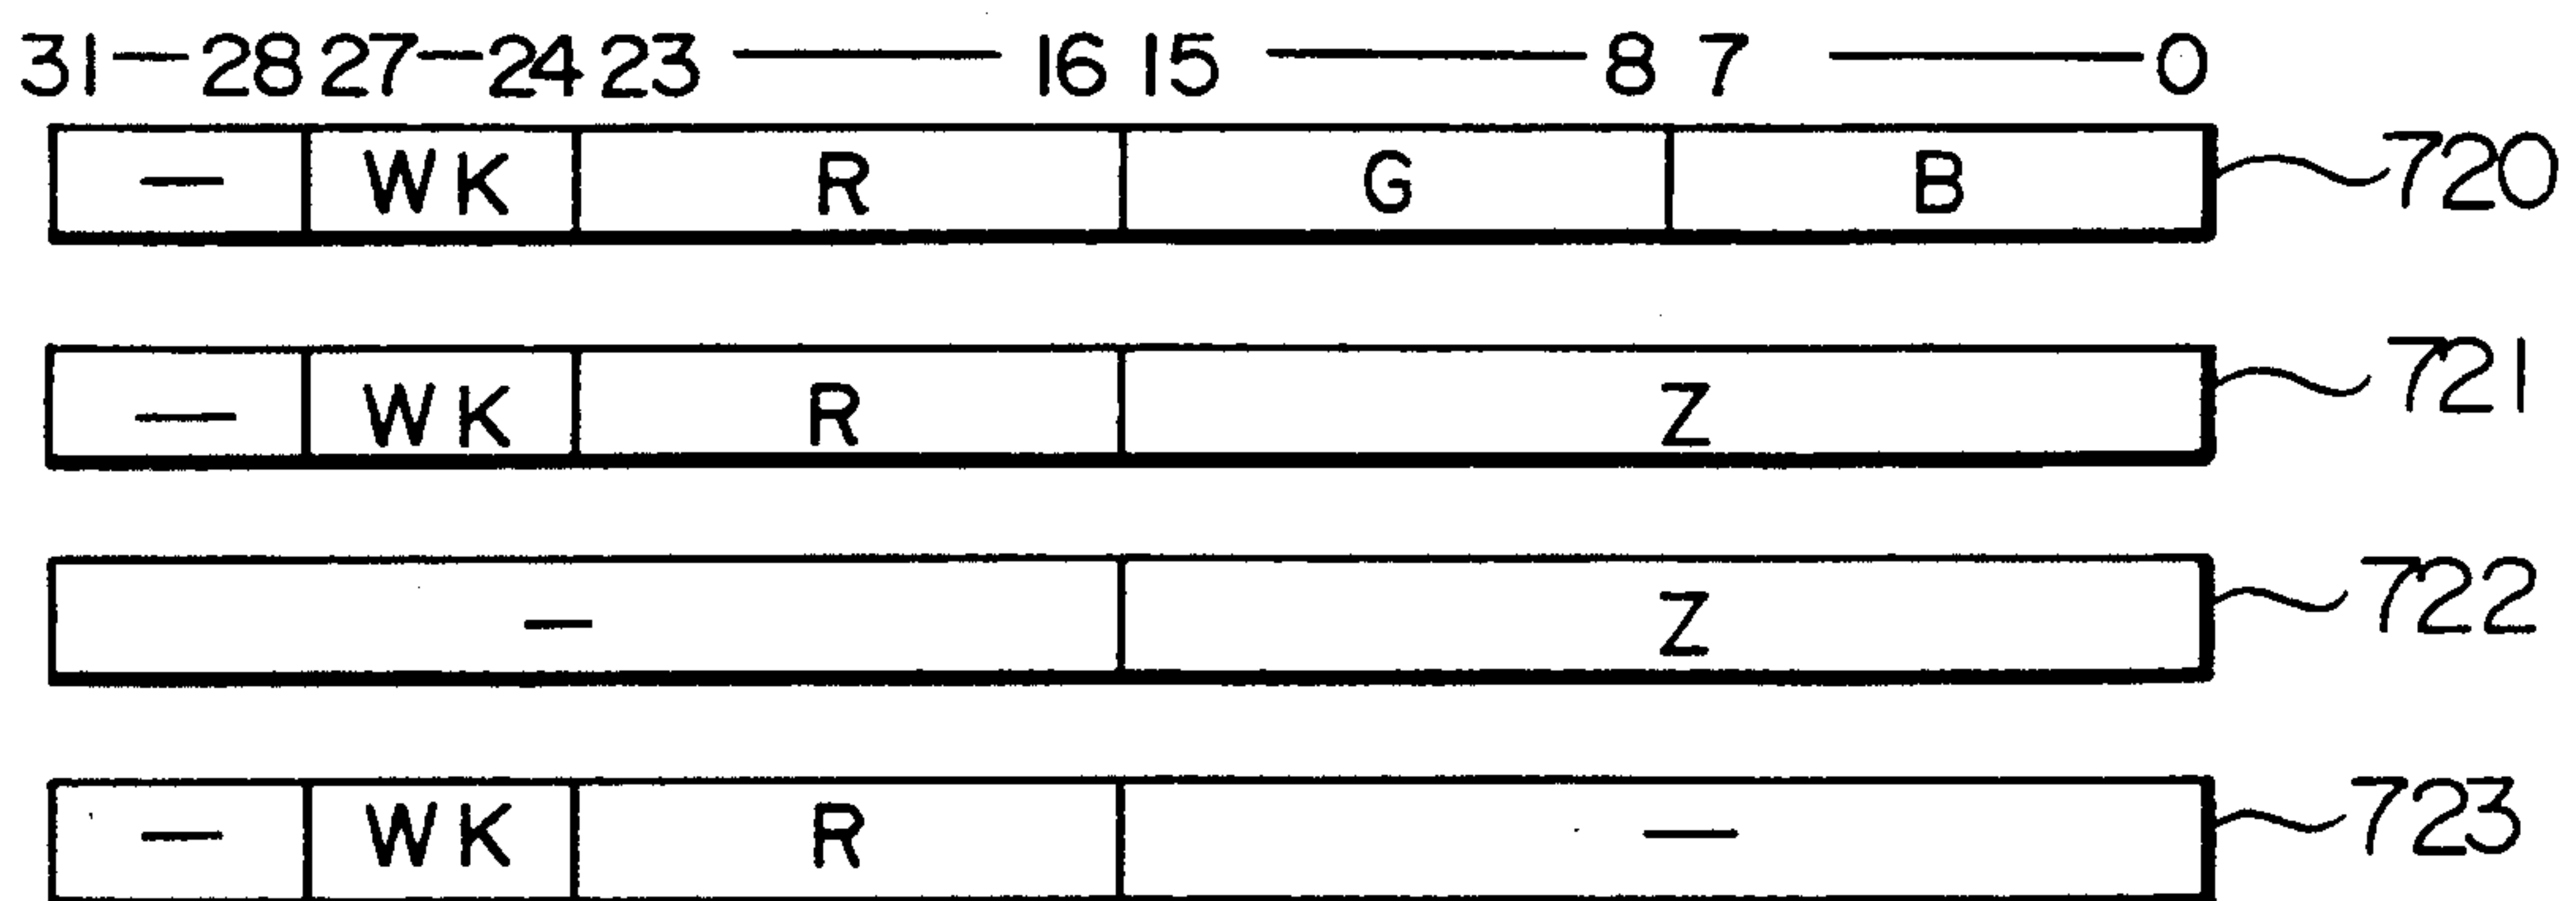 31—28 27—24 23 —— 16 15 —— 8 7 —— 0
— WK R G B 720
— WK R Z 721
— Z 722
— WK R — 723